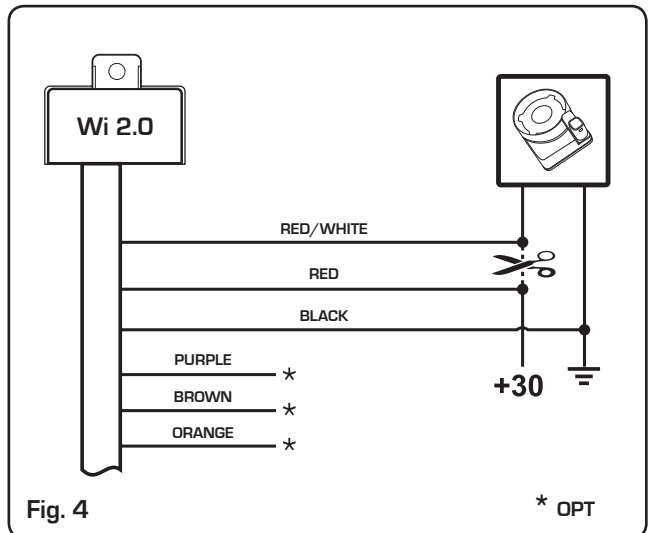 Wi 2.0
RED/WHITE
RED
BLACK
PURPLE *
BROWN *
ORANGE *
+30
Fig. 4
* OPT